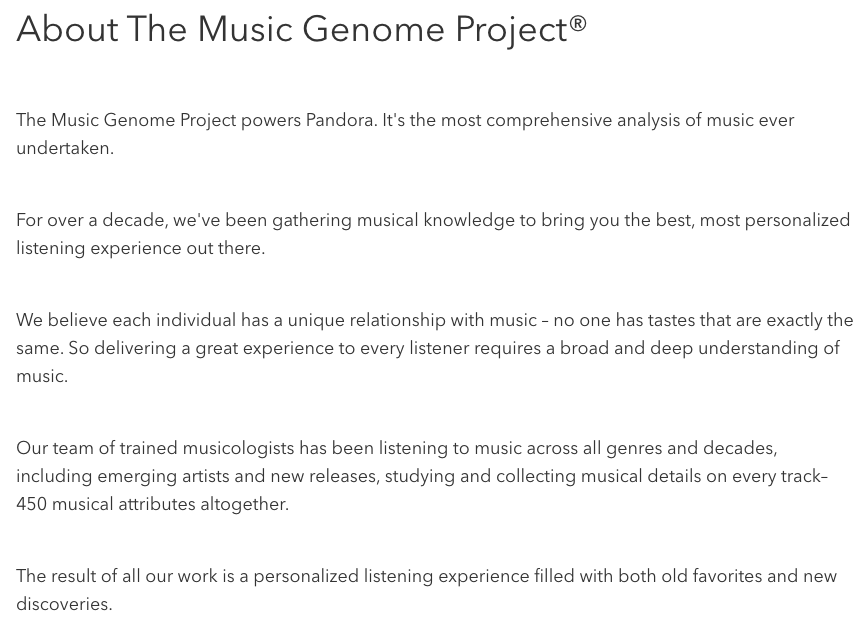 About The Music Genome Project®
The Music Genome Project powers Pandora. It's the most comprehensive analysis of music ever
undertaken.
For over a decade, we've been gathering musical knowledge to bring you the best, most personalized
listening experience out there.
We believe each individual has a unique relationship with music – no one has tastes that are exactly the
same. So delivering a great experience to every listener requires a broad and deep understanding of
music.
Our team of trained musicologists has been listening to music across all genres and decades,
including emerging artists and new releases, studying and collecting musical details on every track–
450 musical attributes altogether.
The result of all our work is a personalized listening experience filled with both old favorites and new
discoveries.